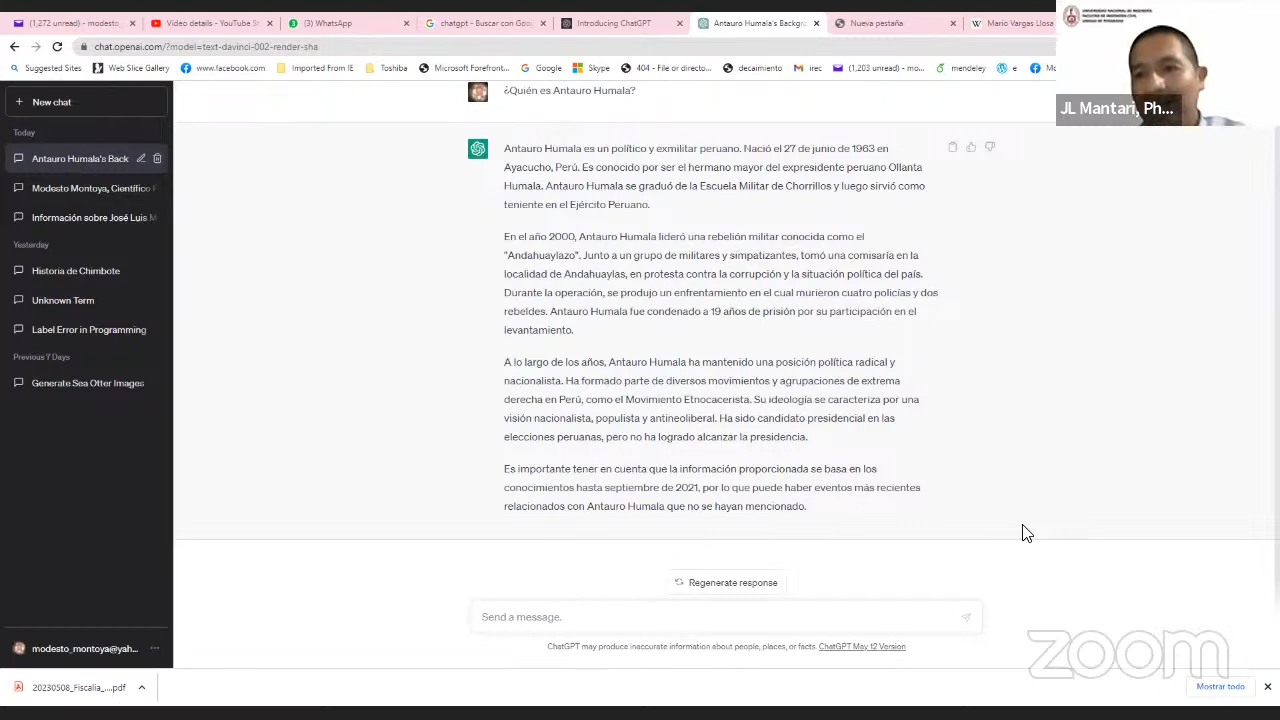 (1,272 unread) - modesto_
Video details - YouTube St
(3) WhatsApp
chatgpt - Buscar con Goo
Introducing ChatGPT
Antauro Humala's Backgr
Nueva pestaña
Mario Vargas Llosa
chat.openai.com/?model=text-davinci-002-render-sha
Suggested Sites
Web Slice Gallery
www.facebook.com
Imported From IE
Toshiba
Microsoft Forefront...
Google
Skype
404 - File or directo...
decaimiento
irec
(1,203 unread) - mo...
mendeley
e
JL Mantari, Ph...
New chat
Today
Antauro Humala's Back
Modesto Montoya, Científico P
Información sobre José Luis M
Yesterday
Historia de Chimbote
Unknown Term
Label Error in Programming
Previous 7 Days
Generate Sea Otter Images
modesto_montoya@yah...
¿Quién es Antauro Humala?
Antauro Humala es un político y exmilitar peruano. Nació el 27 de junio de 1963 en
Ayacucho, Perú. Es conocido por ser el hermano mayor del expresidente peruano Ollanta
Humala. Antauro Humala se graduó de la Escuela Militar de Chorrillos y luego sirvió como
teniente en el Ejército Peruano.
En el año 2000, Antauro Humala lideró una rebelión militar conocida como el
"Andahuaylazo". Junto a un grupo de militares y simpatizantes, tomó una comisaría en la
localidad de Andahuaylas, en protesta contra la corrupción y la situación política del país.
Durante la operación, se produjo un enfrentamiento en el cual murieron cuatro policías y dos
rebeldes. Antauro Humala fue condenado a 19 años de prisión por su participación en el
levantamiento.
A lo largo de los años, Antauro Humala ha mantenido una posición política radical y
nacionalista. Ha formado parte de diversos movimientos y agrupaciones de extrema
derecha en Perú, como el Movimiento Etnocacerista. Su ideología se caracteriza por una
visión nacionalista, populista y antineoliberal. Ha sido candidato presidencial en las
elecciones peruanas, pero no ha logrado alcanzar la presidencia.
Es importante tener en cuenta que la información proporcionada se basa en los
conocimientos hasta septiembre de 2021, por lo que puede haber eventos más recientes
relacionados con Antauro Humala que no se hayan mencionado.
Regenerate response
Send a message.
ChatGPT may produce inaccurate information about people, places, or facts. ChatGPT May 12 Version
zoom
20230508_Fiscalia_....pdf
Mostrar todo